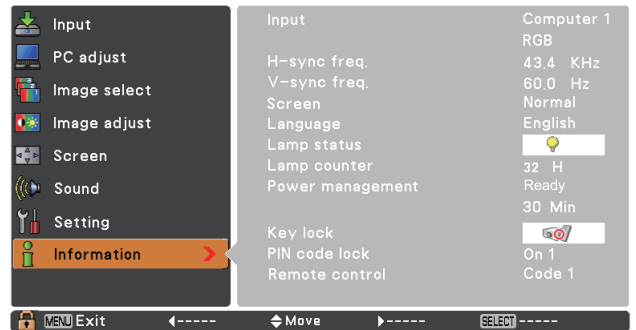 Input
PC adjust
Image select
Image adjust
Screen
Sound
Setting
Information
Input Computer 1
RGB
H-sync freq. 43.4 KHz
V-sync freq. 60.0 Hz
Screen Normal
Language English
Lamp status
Lamp counter 32 H
Power management Ready
30 Min
Key lock
PIN code lock On 1
Remote control Code 1
MENU Exit ----- Move ----- SELECT -----